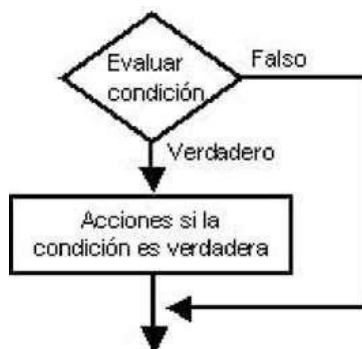 Evaluar
condición
Falso
Verdadero
Acciones si la
condición es verdadera